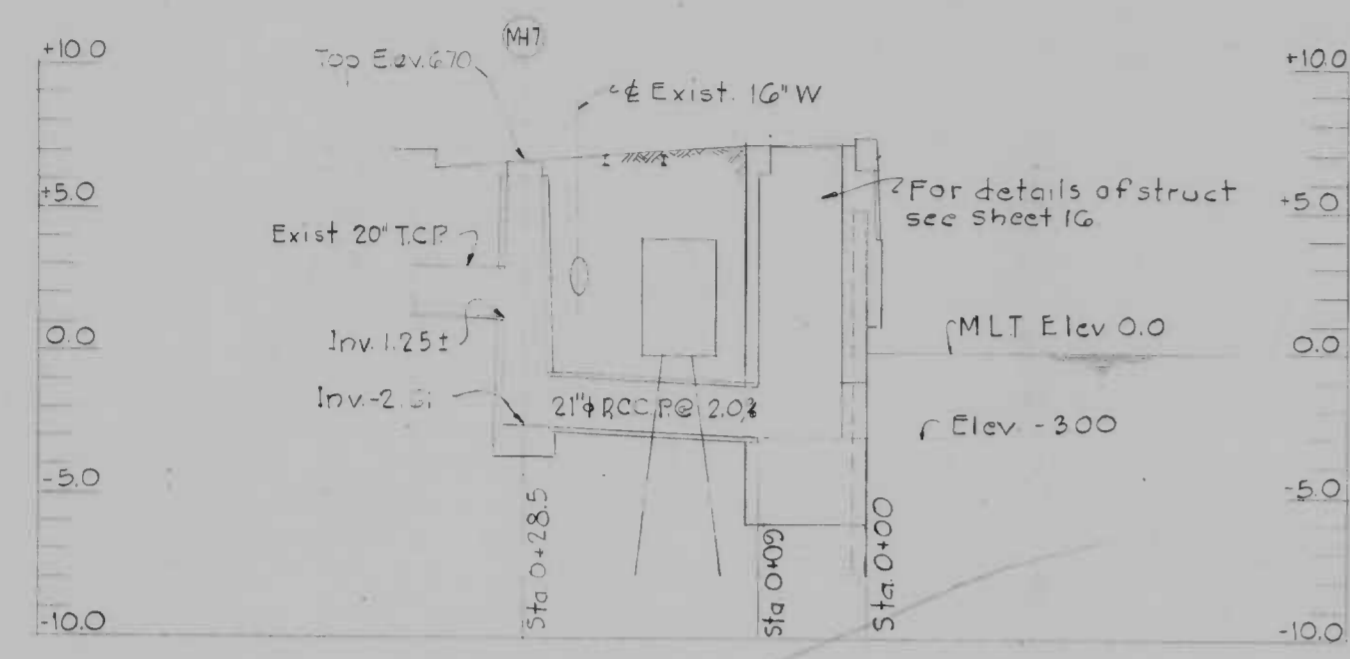 MH7
+10.0
Top Elev. 6.70
+10.0
℄ Exist. 16" W
+5.0
For details of struct
see Sheet 16
+5.0
Exist 20" T.C.P.
Inv. 1.25±
MLT Elev 0.0
0.0
0.0
Inv.
21"ϕ R.C.C.P. @ 2.0%
Elev - 3.00
-5.0
-5.0
Sta 0+28.5
Sta 0+09
Sta. 0+00
-10.0
-10.0